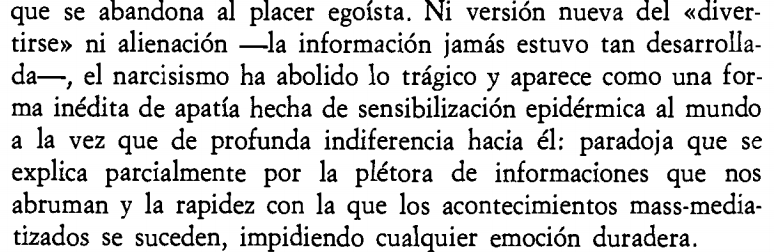 que se abandona al placer egoísta. Ni versión nueva del «diver-
tirse» ni alienación —la información jamás estuvo tan desarrolla-
da—, el narcisismo ha abolido lo trágico y aparece como una for-
ma inédita de apatía hecha de sensibilización epidérmica al mundo
a la vez que de profunda indiferencia hacia él: paradoja que se
explica parcialmente por la plétora de informaciones que nos
abruman y la rapidez con la que los acontecimientos mass-media-
tizados se suceden, impidiendo cualquier emoción duradera.